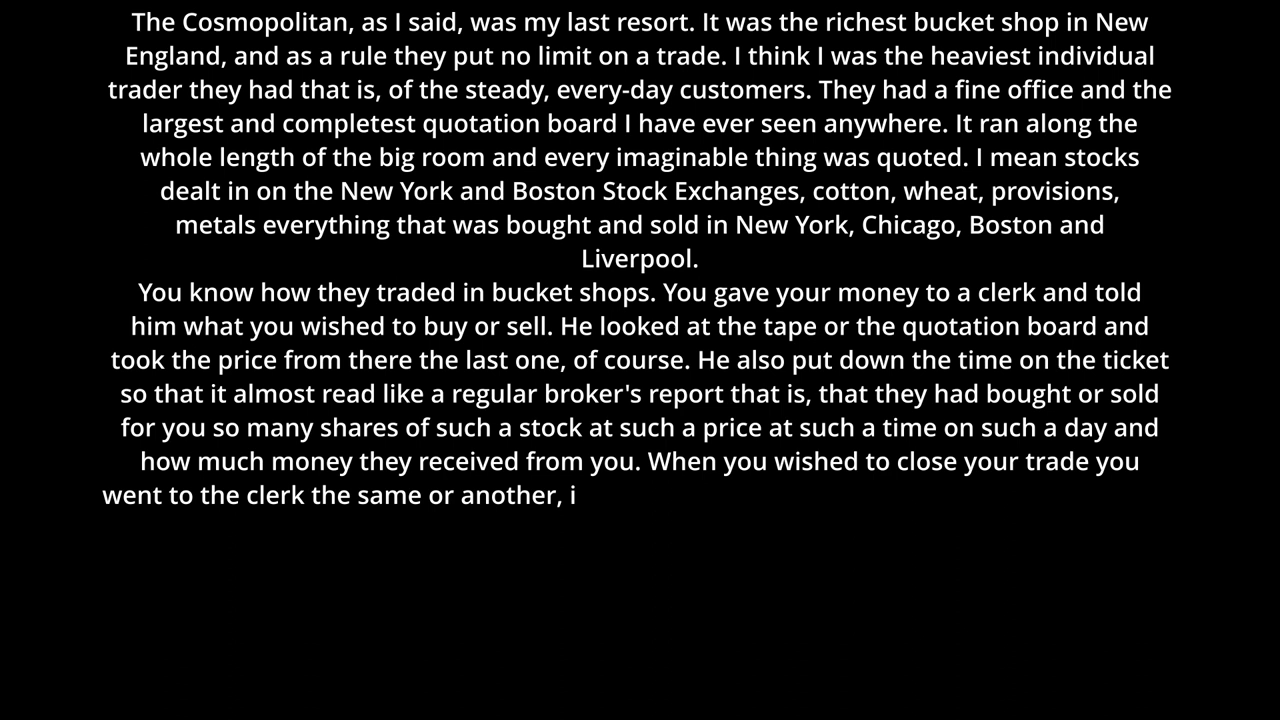 The Cosmopolitan, as I said, was my last resort. It was the richest bucket shop in New
England, and as a rule they put no limit on a trade. I think I was the heaviest individual
trader they had that is, of the steady, every-day customers. They had a fine office and the
largest and completest quotation board I have ever seen anywhere. It ran along the
whole length of the big room and every imaginable thing was quoted. I mean stocks
dealt in on the New York and Boston Stock Exchanges, cotton, wheat, provisions,
metals everything that was bought and sold in New York, Chicago, Boston and
Liverpool.
You know how they traded in bucket shops. You gave your money to a clerk and told
him what you wished to buy or sell. He looked at the tape or the quotation board and
took the price from there the last one, of course. He also put down the time on the ticket
so that it almost read like a regular broker's report that is, that they had bought or sold
for you so many shares of such a stock at such a price at such a time on such a day and
how much money they received from you. When you wished to close your trade you
went to the clerk the same or another, i